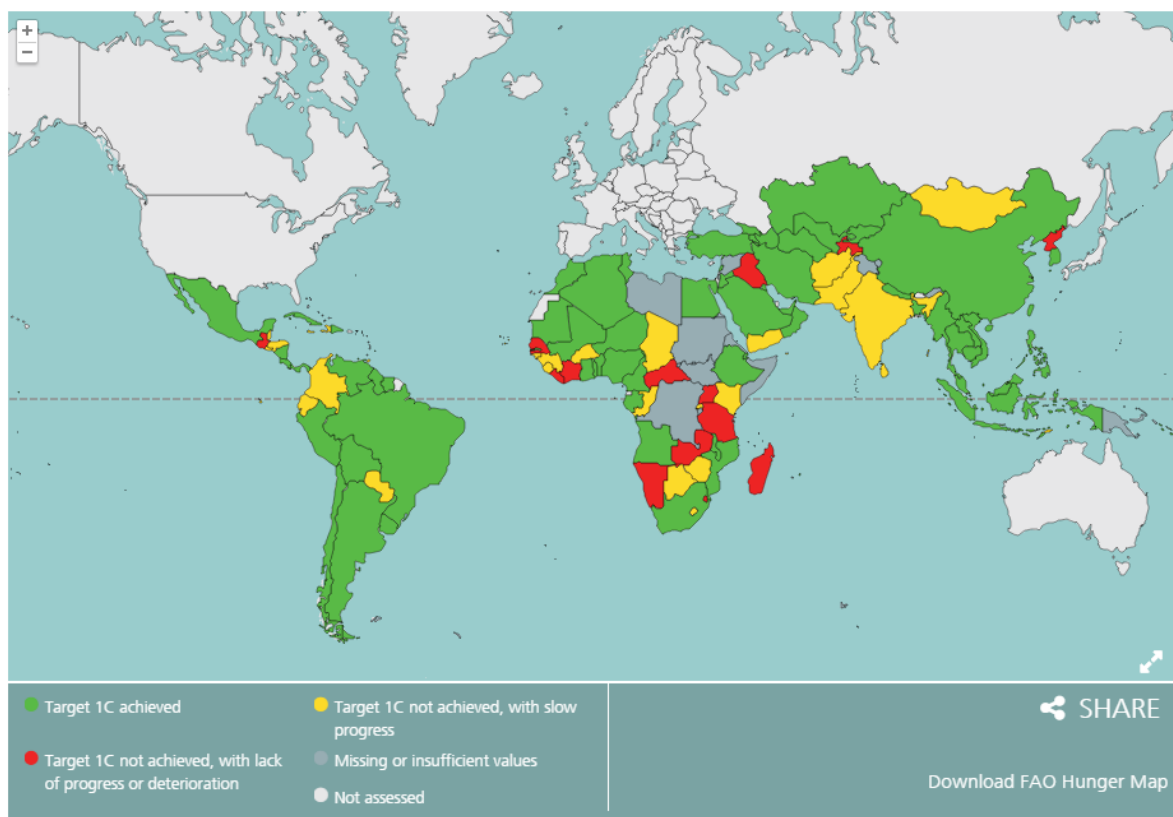 +
−
Target 1C achieved
Target 1C not achieved, with lack
of progress or deterioration
Target 1C not achieved, with slow
progress
Missing or insufficient values
Not assessed
SHARE
Download FAO Hunger Map